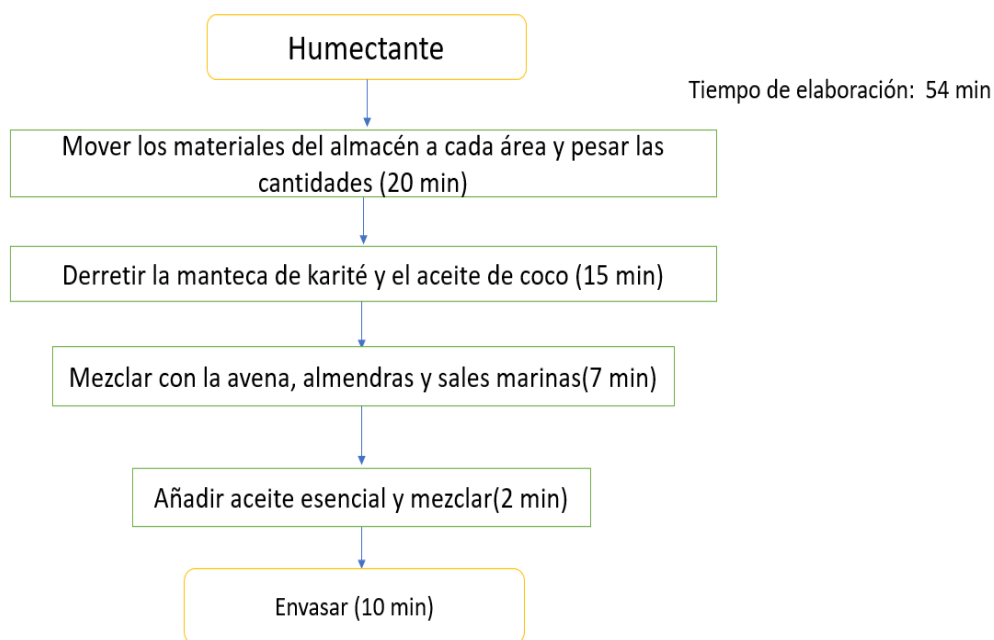 Humectante
Tiempo de elaboración: 54 min
Mover los materiales del almacén a cada área y pesar las
cantidades (20 min)
Derretir la manteca de karité y el aceite de coco (15 min)
Mezclar con la avena, almendras y sales marinas(7 min)
Añadir aceite esencial y mezclar(2 min)
Envasar (10 min)